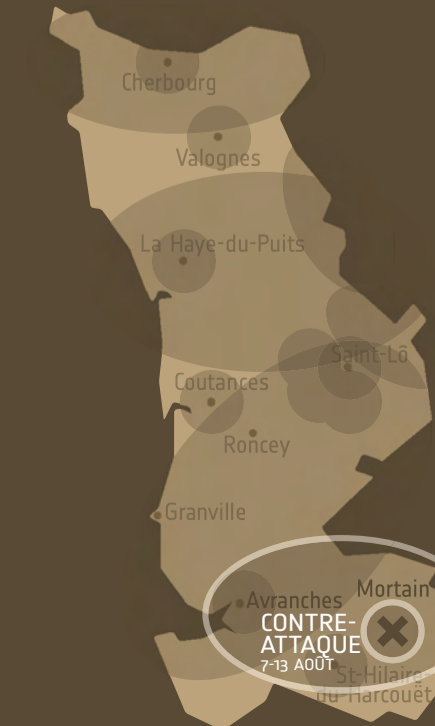 Cherbourg
Valognes
La Haye-du-Puits
Saint-Lô
Coutances
Roncey
Granville
Mortain
Avranches
CONTRE-
ATTAQUE
7-13 AOÛT
St-Hilaire
du-Harcouët